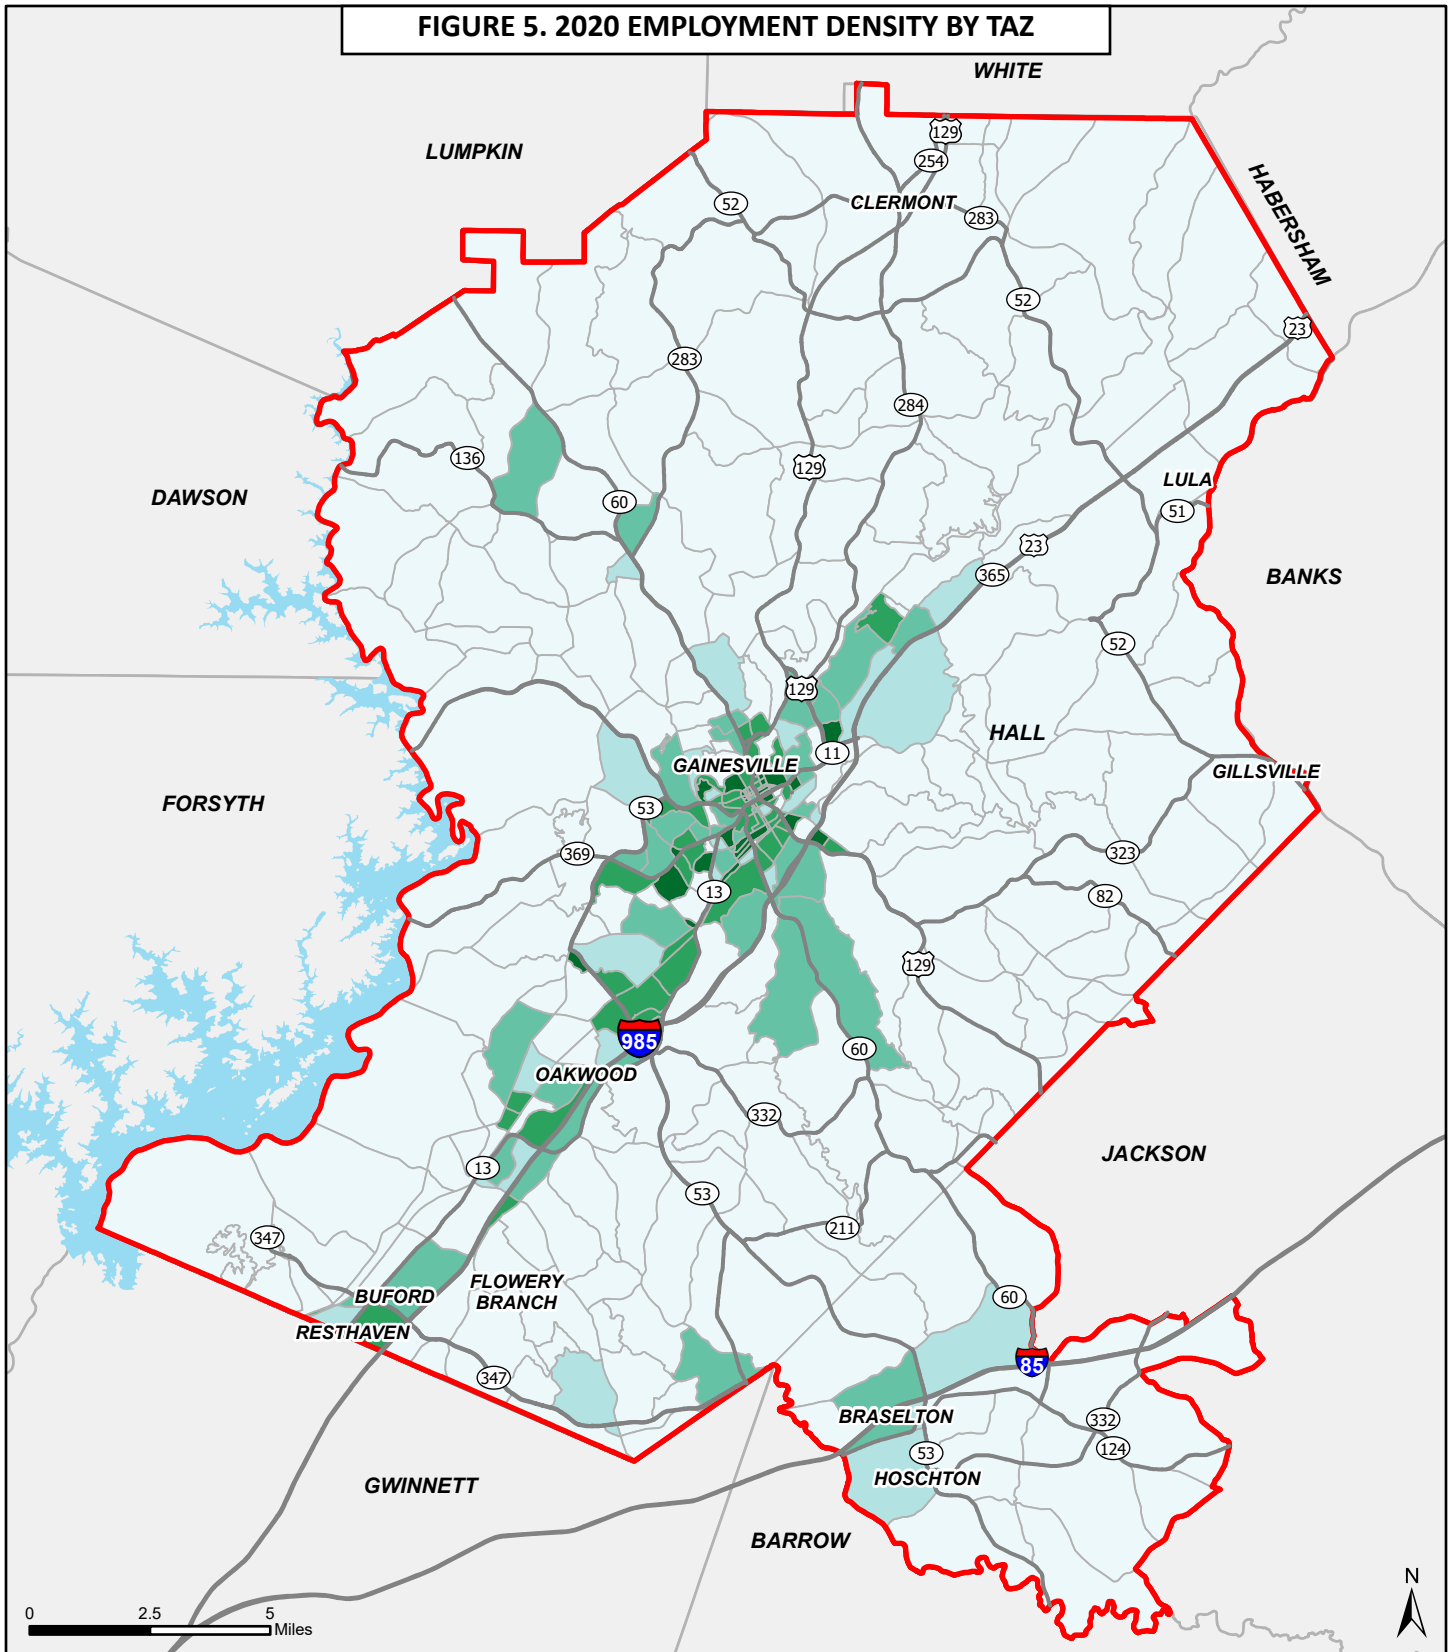 FIGURE 5. 2020 EMPLOYMENT DENSITY BY TAZ
WHITE
129
LUMPKIN
254
HABERSHAM
52
CLERMONT
283
52
23
283
284
136
129
LULA
DAWSON
60
51
23
365
BANKS
52
129
HALL
11
GAINESVILLE
GILLSVILLE
FORSYTH
53
369
323
13
82
129
985
60
OAKWOOD
332
JACKSON
13
53
211
347
FLOWERY
BRANCH
BUFORD
60
RESTHAVEN
85
347
BRASELTON
332
53
124
HOSCHTON
GWINNETT
BARROW
N
0 2.5 5
Miles